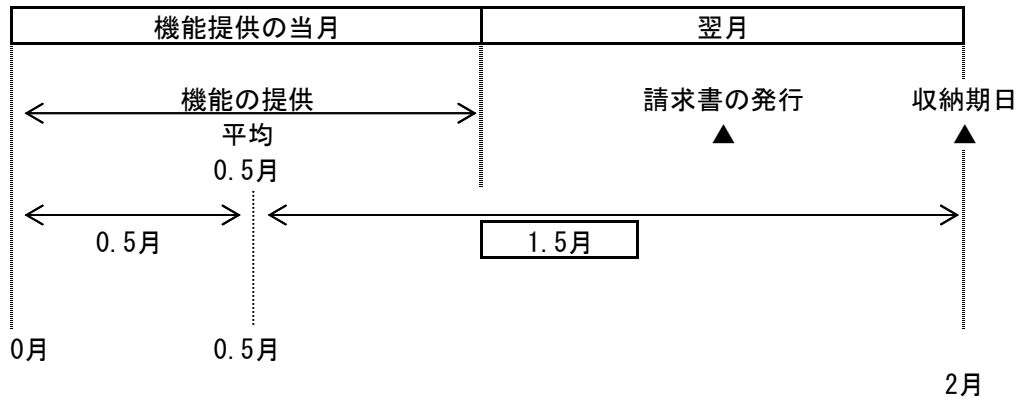 機能提供の当月 翌月
機能の提供 請求書の発行 収納期日
平均 ▲ ▲
0.5月
0.5月 1.5月
0月 0.5月
2月